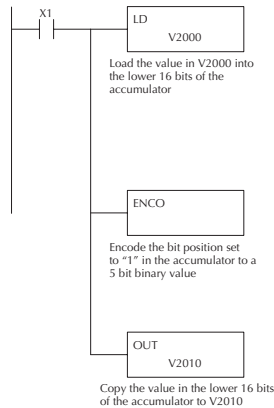 X1
LD
V2000
Load the value in V2000 into
the lower 16 bits of the
accumulator
ENCO
Encode the bit position set
to “1” in the accumulator to a
5 bit binary value
OUT
V2010
Copy the value in the lower 16 bits
of the accumulator to V2010